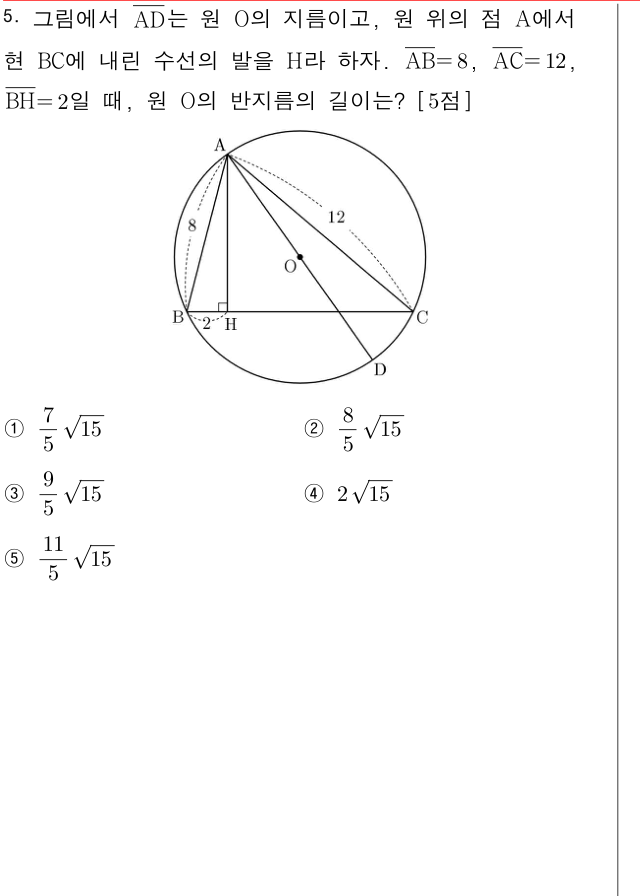 5. 그림에서 AD는 원 O의 지름이고, 원 위의 점 A에서
현 BC에 내린 수선의 발을 H라 하자. AB=8, AC=12,
BH=2일 때, 원 O의 반지름의 길이는? [5점]
A
12
8
O
B
2
H
C
D
① 7/5 √15
② 8/5 √15
③ 9/5 √15
④ 2√15
⑤ 11/5 √15